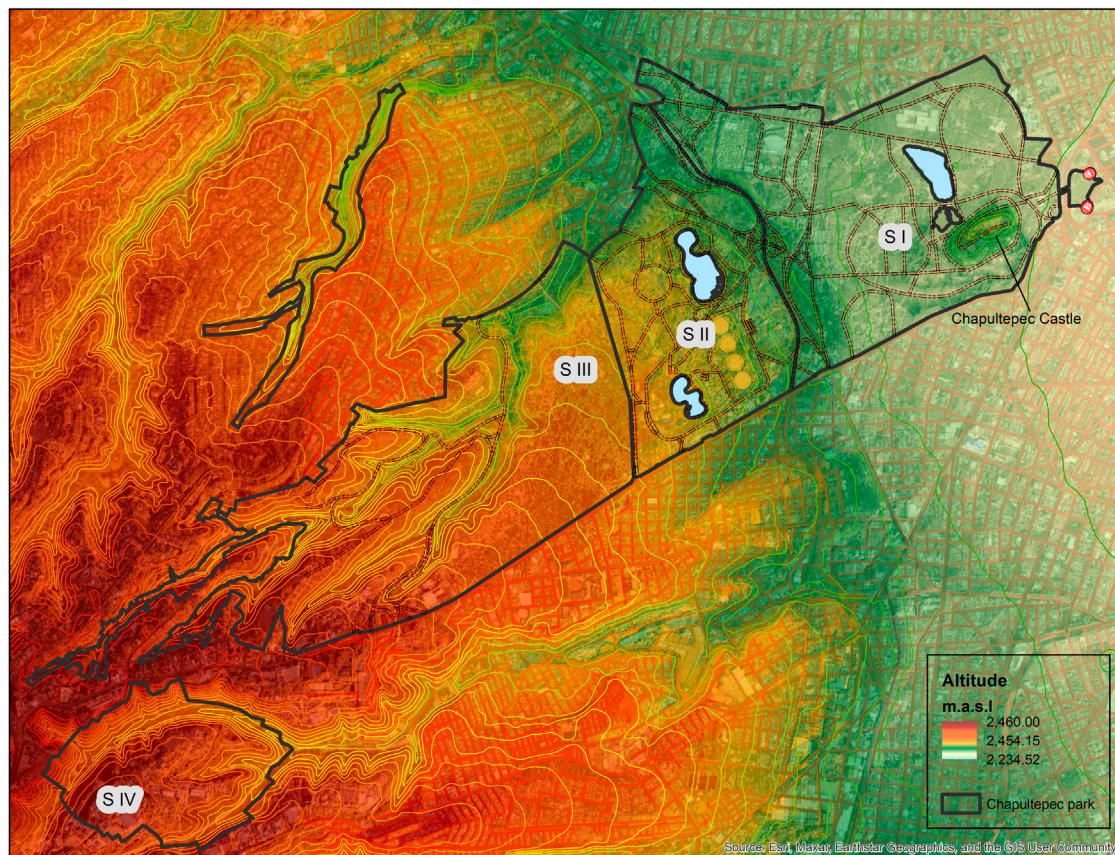 S I
Chapultepec Castle
S II
S III
S IV
Altitude
m.a.s.l
2,460.00
2,454.15
2,234.52
Chapultepec park
Source: Esri, Maxar, Earthstar Geographics, and the GIS User Community